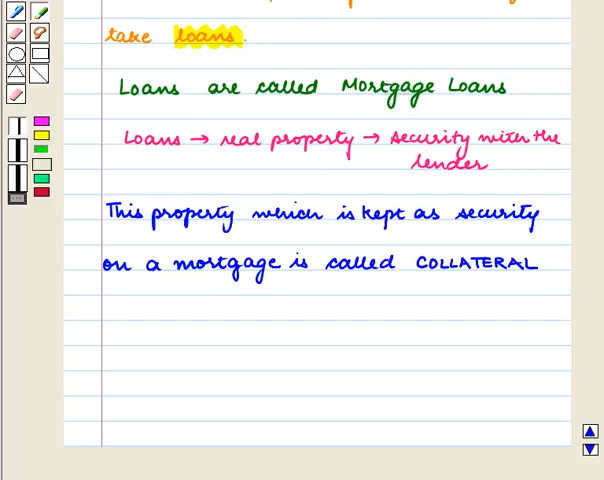 take loans.
Loans are called Mortgage Loans
Loans → real property → security with the
lender
This property which is kept as security
on a mortgage is called COLLATERAL